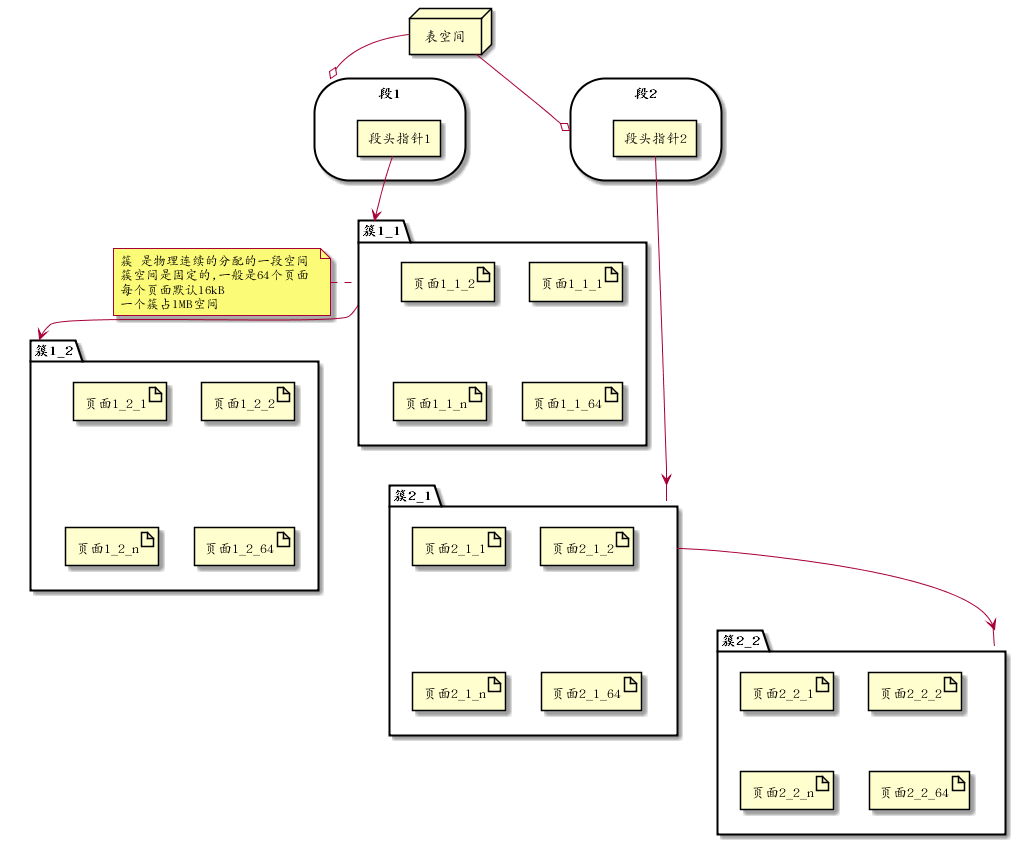 表空间
段1
段2
段头指针1
段头指针2
簇1_1
页面1_1_2
页面1_1_1
页面1_1_n
页面1_1_64
簇 是物理连续的分配的一段空间
簇空间是固定的,一般是64个页面
每个页面默认16kB
一个簇占1MB空间
簇1_2
页面1_2_1
页面1_2_2
页面1_2_n
页面1_2_64
簇2_1
页面2_1_1
页面2_1_2
页面2_1_n
页面2_1_64
簇2_2
页面2_2_1
页面2_2_2
页面2_2_n
页面2_2_64